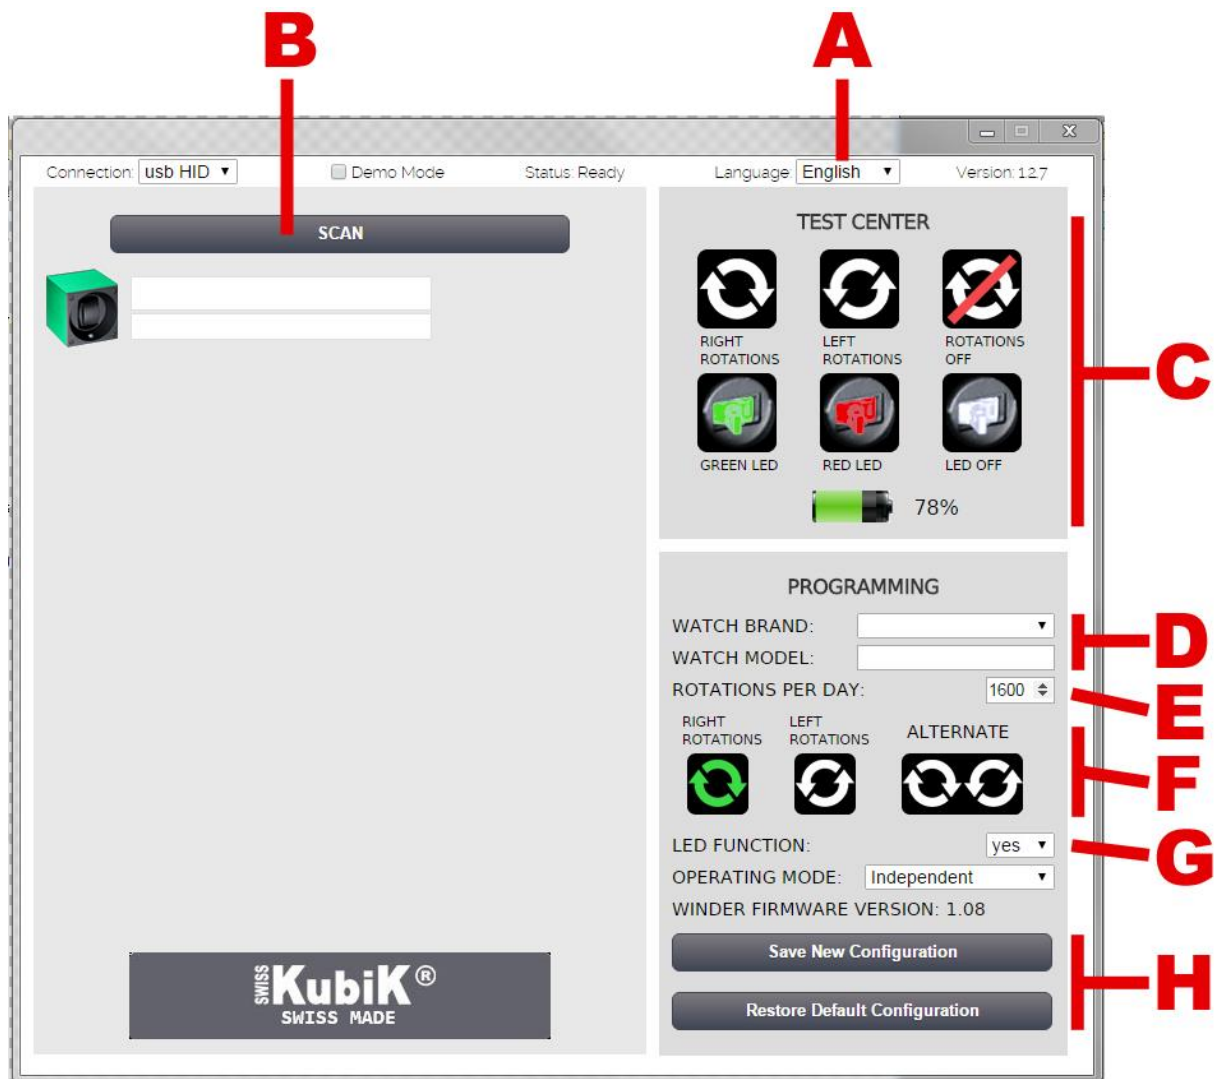 B
A
Connection: usb HID
Demo Mode
Status: Ready
Language: English
Version: 1.2.7
SCAN
TEST CENTER
RIGHT ROTATIONS
LEFT ROTATIONS
ROTATIONS OFF
C
GREEN LED
RED LED
LED OFF
78%
PROGRAMMING
WATCH BRAND:
D
WATCH MODEL:
ROTATIONS PER DAY: 1600
E
RIGHT ROTATIONS
LEFT ROTATIONS
ALTERNATE
F
LED FUNCTION: yes
G
OPERATING MODE: Independent
WINDER FIRMWARE VERSION: 1.08
Save New Configuration
H
Restore Default Configuration
SWISS KubiK®
SWISS MADE